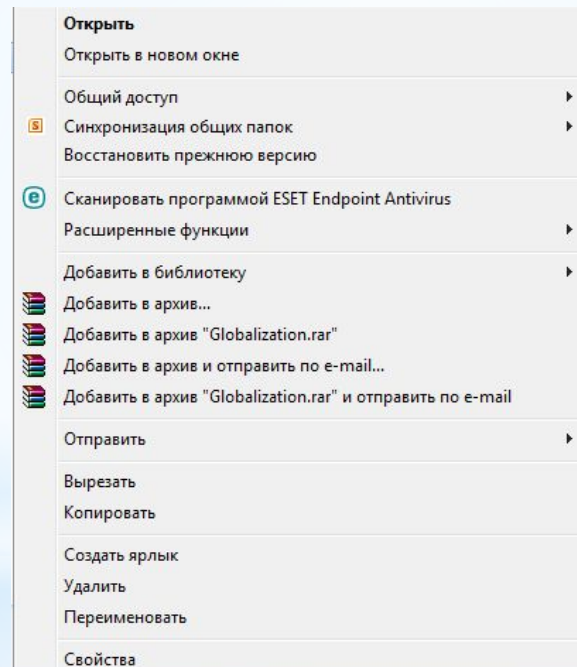 Открыть
Открыть в новом окне
Общий доступ
Синхронизация общих папок
Восстановить прежнюю версию
Сканировать программой ESET Endpoint Antivirus
Расширенные функции
Добавить в библиотеку
Добавить в архив...
Добавить в архив "Globalization.rar"
Добавить в архив и отправить по e-mail...
Добавить в архив "Globalization.rar" и отправить по e-mail
Отправить
Вырезать
Копировать
Создать ярлык
Удалить
Переименовать
Свойства